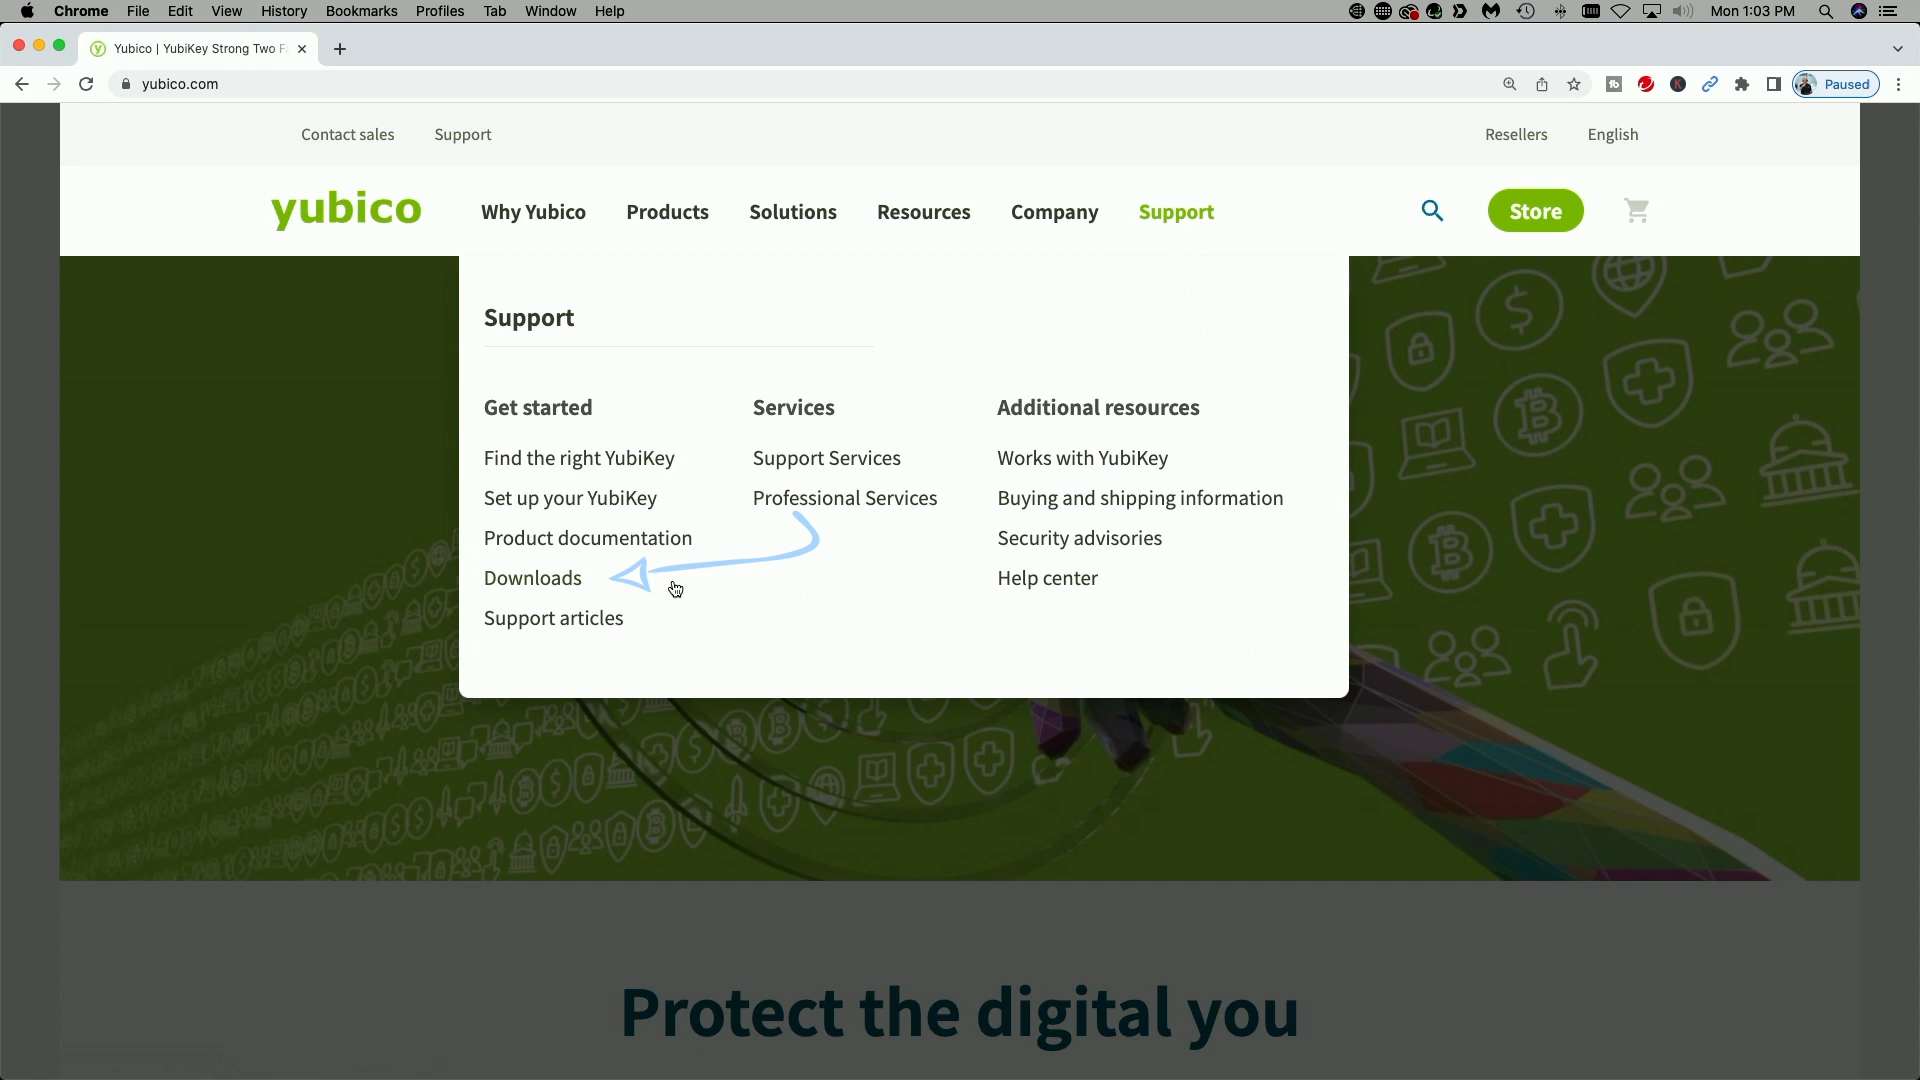 Chrome File Edit View History Bookmarks Profiles Tab Window Help Mon 1:03 PM
Yubico | YubiKey Strong Two F
yubico.com Paused
Contact sales Support Resellers English
yubico Why Yubico Products Solutions Resources Company Support Store
Support
Get started Services Additional resources
Find the right YubiKey Support Services Works with YubiKey
Set up your YubiKey Professional Services Buying and shipping information
Product documentation Security advisories
Downloads Help center
Support articles
Protect the digital you